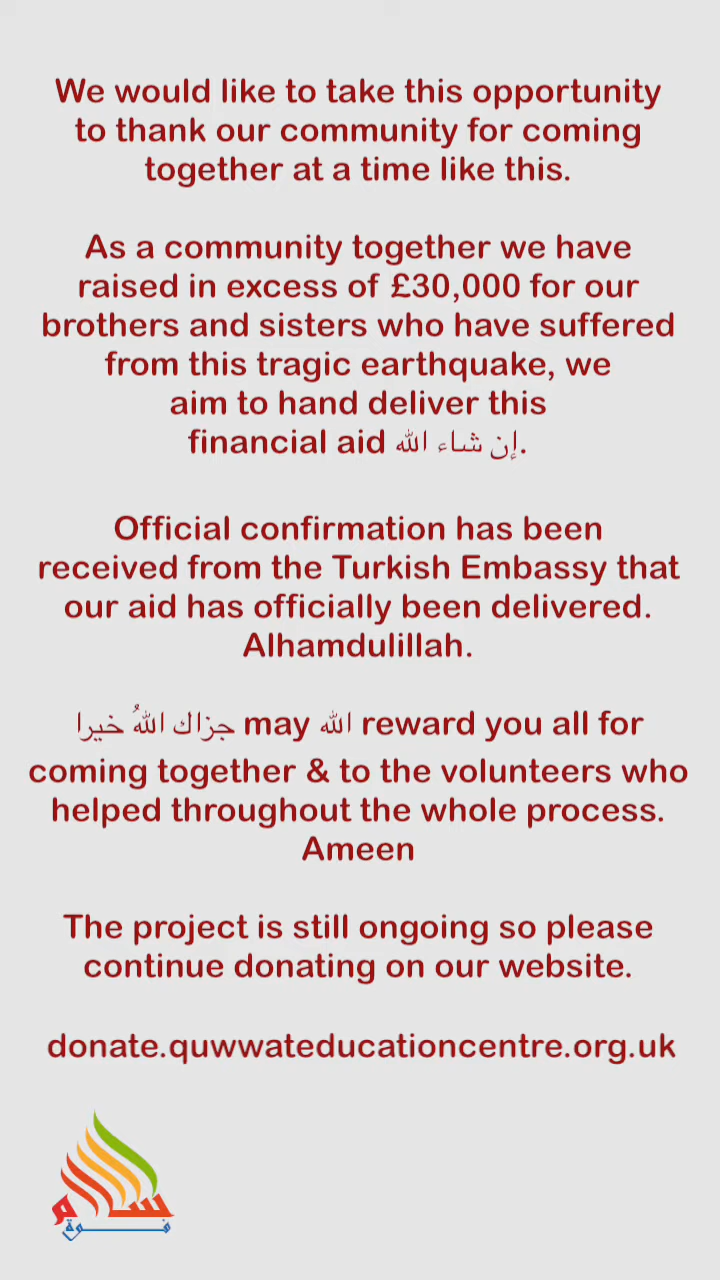 We would like to take this opportunity
to thank our community for coming
together at a time like this.
As a community together we have
raised in excess of £30,000 for our
brothers and sisters who have suffered
from this tragic earthquake, we
aim to hand deliver this
financial aid إن شاء الله.
Official confirmation has been
received from the Turkish Embassy that
our aid has officially been delivered.
Alhamdulillah.
جزاك اللهُ خيرا may الله reward you all for
coming together & to the volunteers who
helped throughout the whole process.
Ameen
The project is still ongoing so please
continue donating on our website.
donate.quwwateducationcentre.org.uk